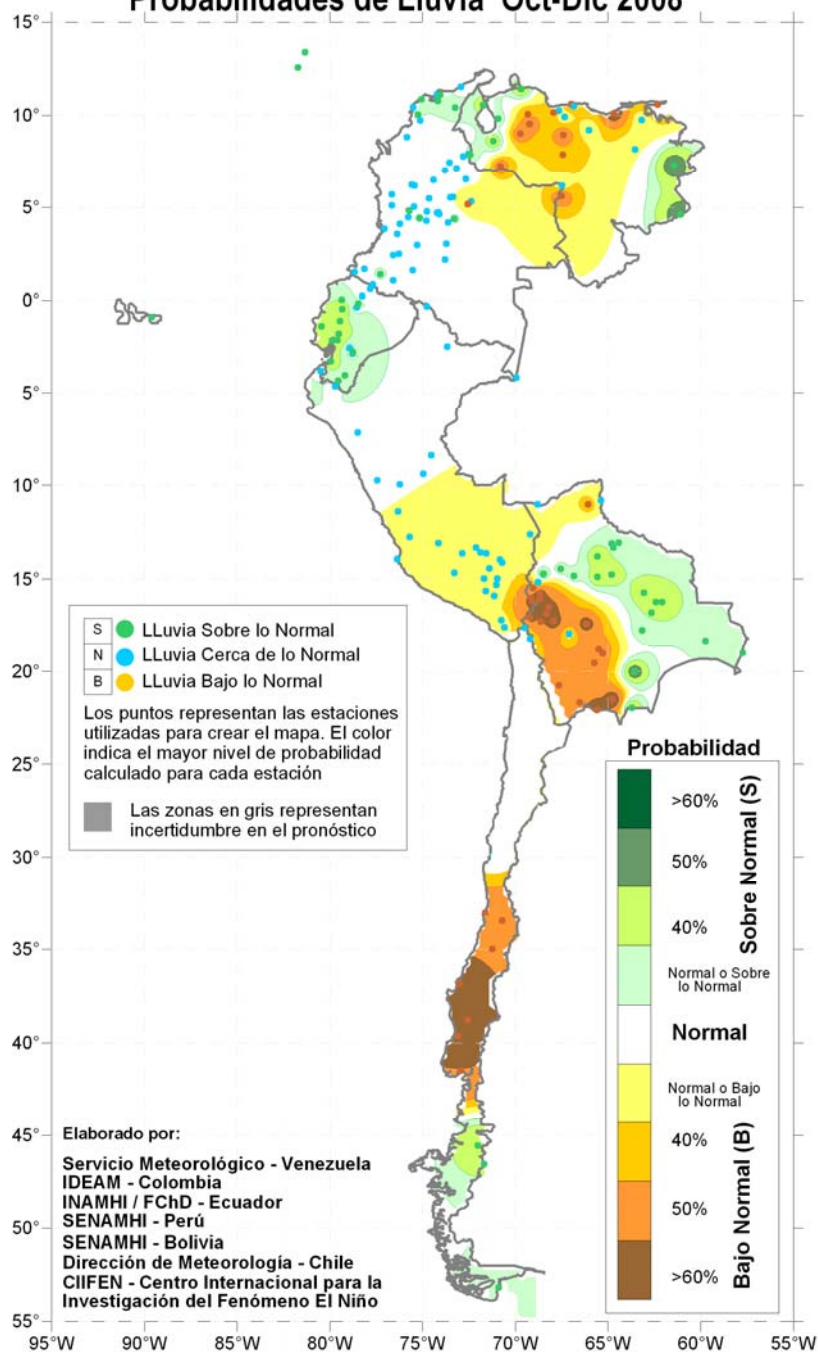 Probabilidades de Lluvia Oct-Dic 2008
15°
10°
5°
0°
5°
10°
15°
20°
25°
30°
35°
40°
45°
50°
55°
S LLuvia Sobre lo Normal
N LLuvia Cerca de lo Normal
B LLuvia Bajo lo Normal
Los puntos representan las estaciones
utilizadas para crear el mapa. El color
indica el mayor nivel de probabilidad
calculado para cada estación
Las zonas en gris representan
incertidumbre en el pronóstico
Probabilidad
>60%
50%
40%
Sobre Normal (S)
Normal o Sobre
lo Normal
Normal
Normal o Bajo
lo Normal
40%
50%
>60%
Bajo Normal (B)
Elaborado por:
Servicio Meteorológico - Venezuela
IDEAM - Colombia
INAMHI / FChD - Ecuador
SENAMHI - Perú
SENAMHI - Bolivia
Dirección de Meteorología - Chile
CIIFEN - Centro Internacional para la
Investigación del Fenómeno El Niño
95°W 90°W 85°W 80°W 75°W 70°W 65°W 60°W 55°W